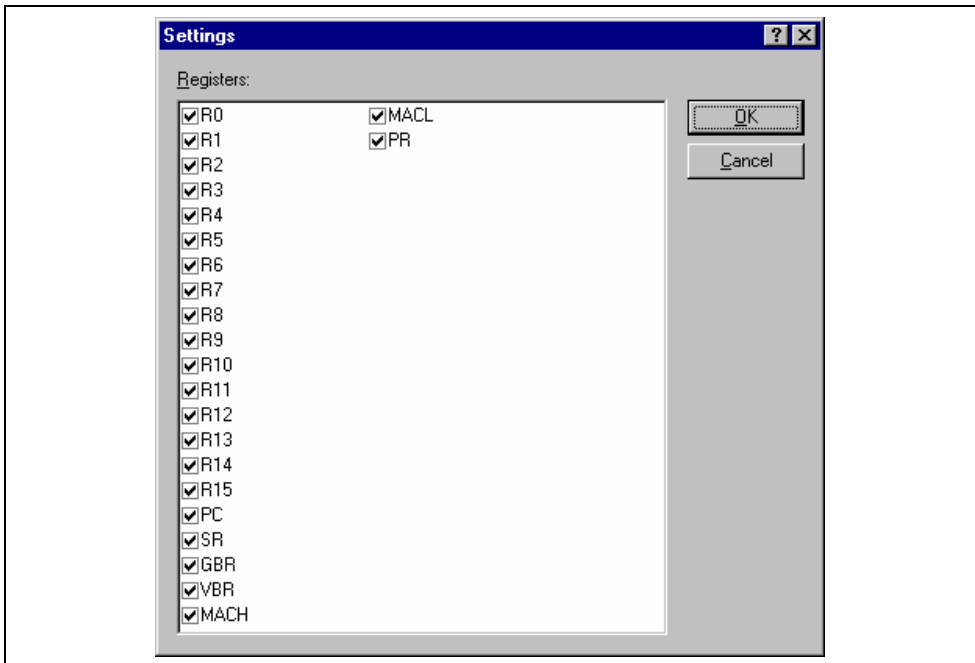 Settings
Registers:
R0
R1
R2
R3
R4
R5
R6
R7
R8
R9
R10
R11
R12
R13
R14
R15
PC
SR
GBR
VBR
MACH
MACL
PR
OK
Cancel